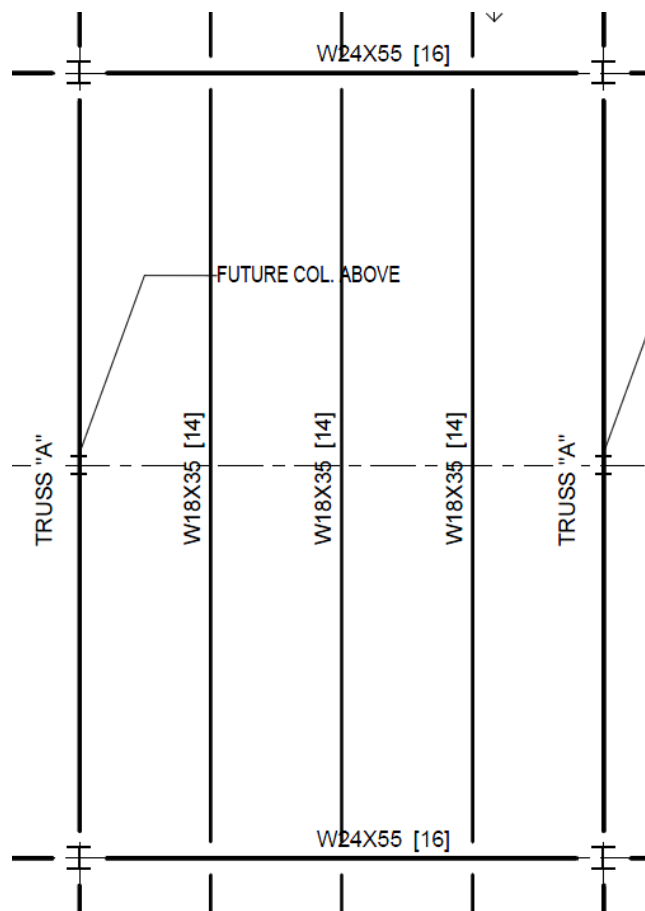 W24X55 [16]
FUTURE COL. ABOVE
TRUSS "A"
W18X35 [14]
W18X35 [14]
W18X35 [14]
TRUSS "A"
W24X55 [16]